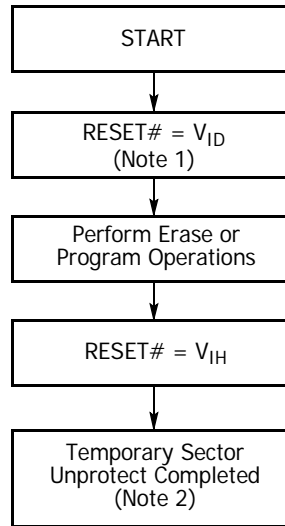 START
RESET# = VID
(Note 1)
Perform Erase or
Program Operations
RESET# = VIH
Temporary Sector
Unprotect Completed
(Note 2)